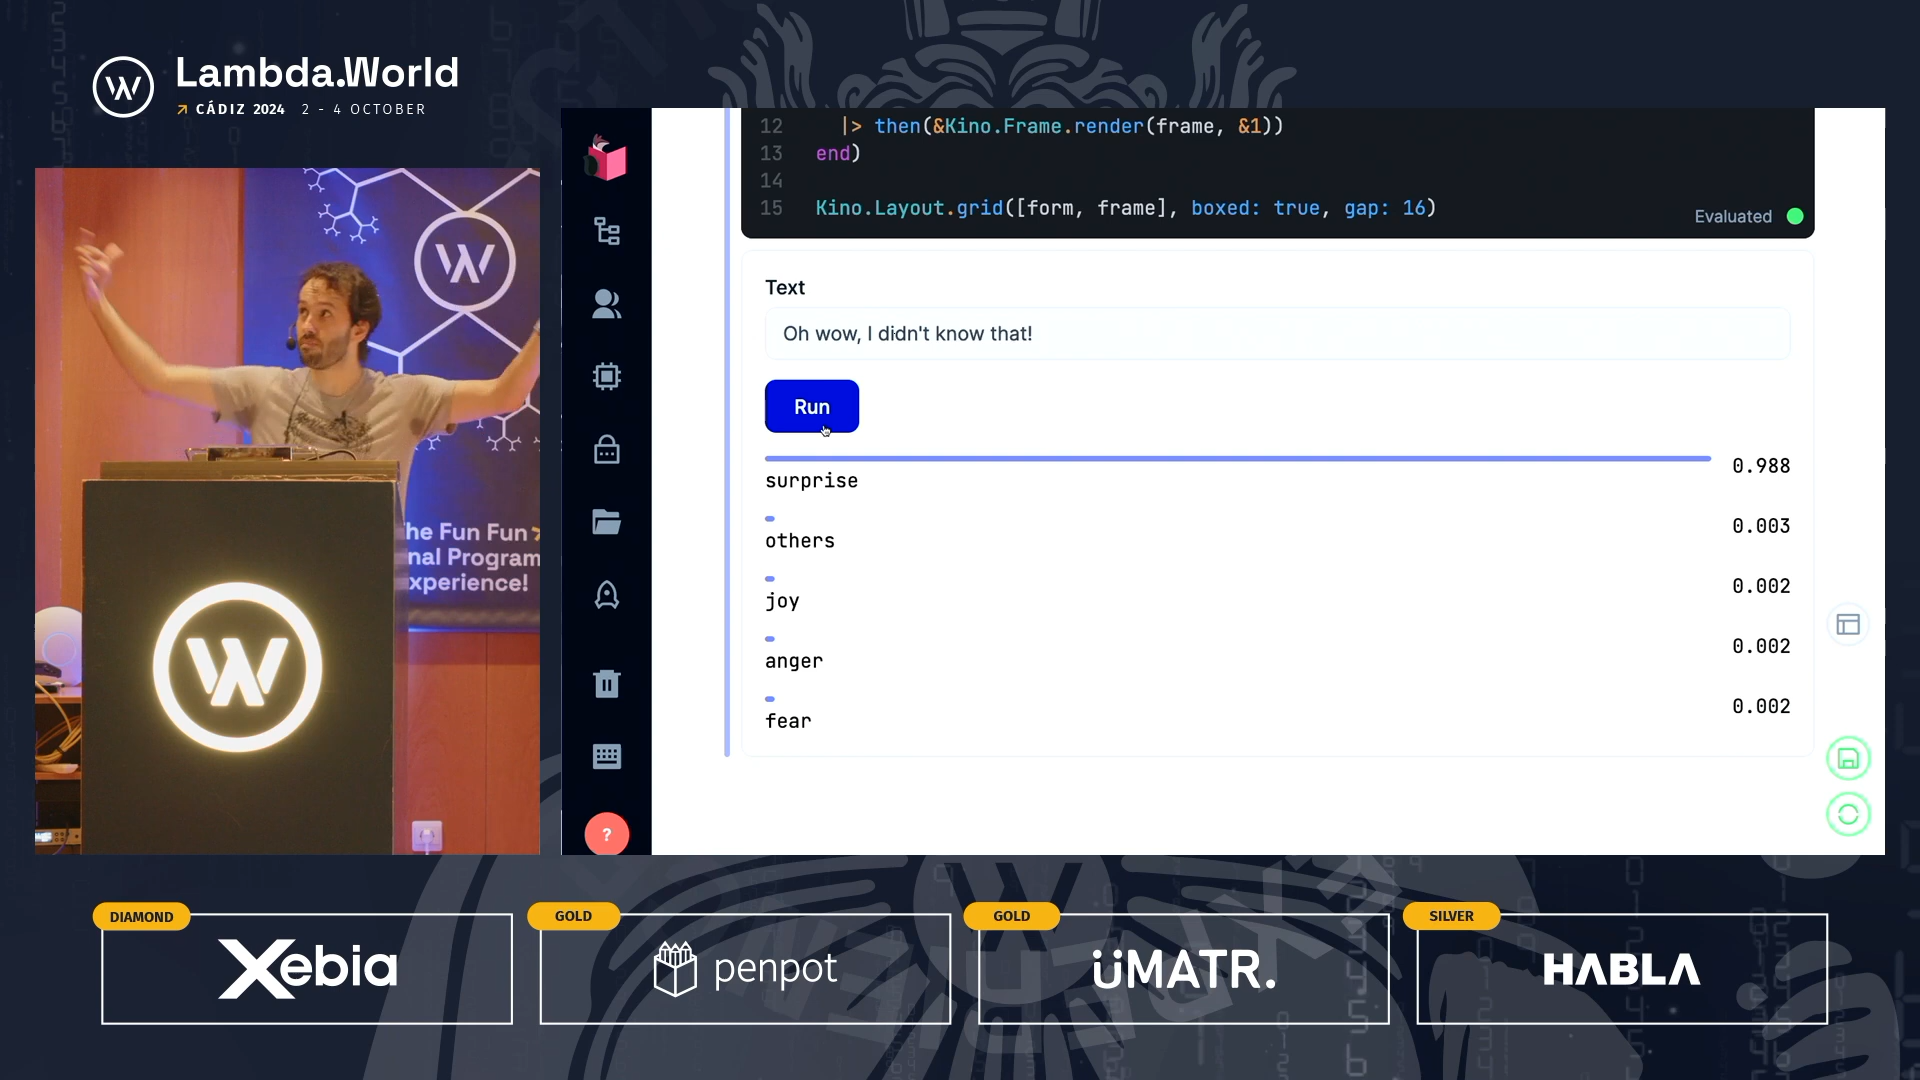 Lambda.World
CÁDIZ 2024 2 - 4 OCTOBER
he Fun Fun
nal Program
xperience!
12 |> then(&Kino.Frame.render(frame, &1))
13 end)
14
15 Kino.Layout.grid([form, frame], boxed: true, gap: 16)
Evaluated
Text
Oh wow, I didn't know that!
Run
surprise 0.988
others 0.003
joy 0.002
anger 0.002
fear 0.002
?
DIAMOND
Xebia
GOLD
penpot
GOLD
üMATR.
SILVER
HABLA